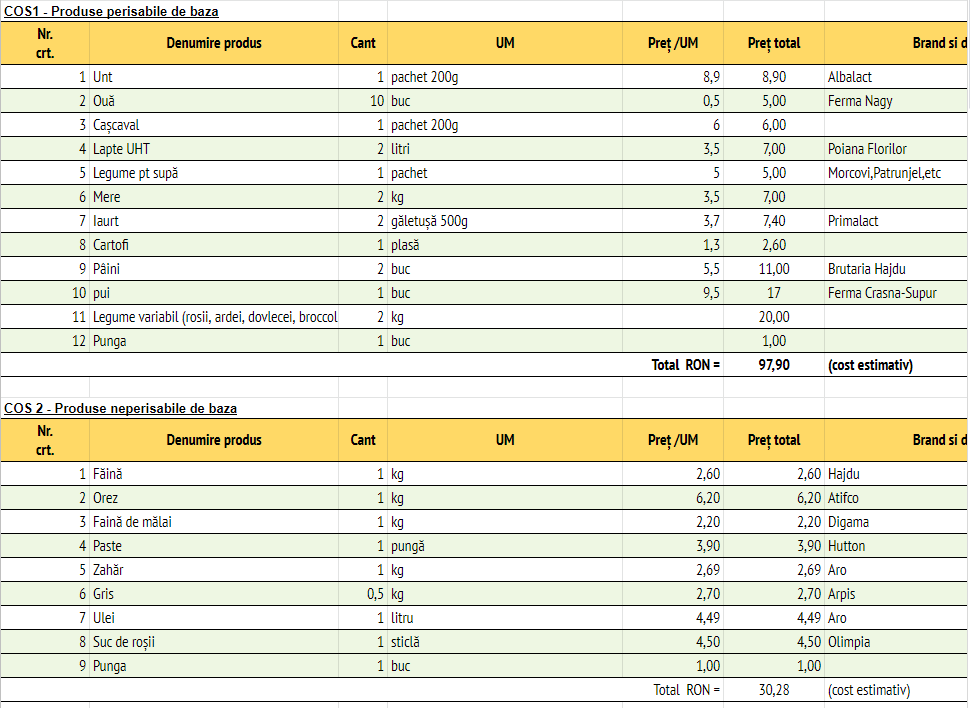 COS1 - Produse perisabile de baza
Nr. crt. Denumire produs Cant UM Preț /UM Preț total Brand si d
1 Unt 1 pachet 200g 8,9 8,90 Albalact
2 Ouă 10 buc 0,5 5,00 Ferma Nagy
3 Cașcaval 1 pachet 200g 6 6,00
4 Lapte UHT 2 litri 3,5 7,00 Poiana Florilor
5 Legume pt supă 1 pachet 5 5,00 Morcovi,Patrunjel,etc
6 Mere 2 kg 3,5 7,00
7 Iaurt 2 găletușă 500g 3,7 7,40 Primalact
8 Cartofi 1 plasă 1,3 2,60
9 Pâini 2 buc 5,5 11,00 Brutaria Hajdu
10 pui 1 buc 9,5 17 Ferma Crasna-Supur
11 Legume variabil (rosii, ardei, dovlecei, broccol 2 kg 20,00
12 Punga 1 buc 1,00
Total RON = 97,90 (cost estimativ)
COS 2 - Produse neperisabile de baza
Nr. crt. Denumire produs Cant UM Preț /UM Preț total Brand si d
1 Făină 1 kg 2,60 2,60 Hajdu
2 Orez 1 kg 6,20 6,20 Atifco
3 Faină de mălai 1 kg 2,20 2,20 Digama
4 Paste 1 pungă 3,90 3,90 Hutton
5 Zahăr 1 kg 2,69 2,69 Aro
6 Gris 0,5 kg 2,70 2,70 Arpis
7 Ulei 1 litru 4,49 4,49 Aro
8 Suc de roșii 1 sticlă 4,50 4,50 Olimpia
9 Punga 1 buc 1,00 1,00
Total RON = 30,28 (cost estimativ)